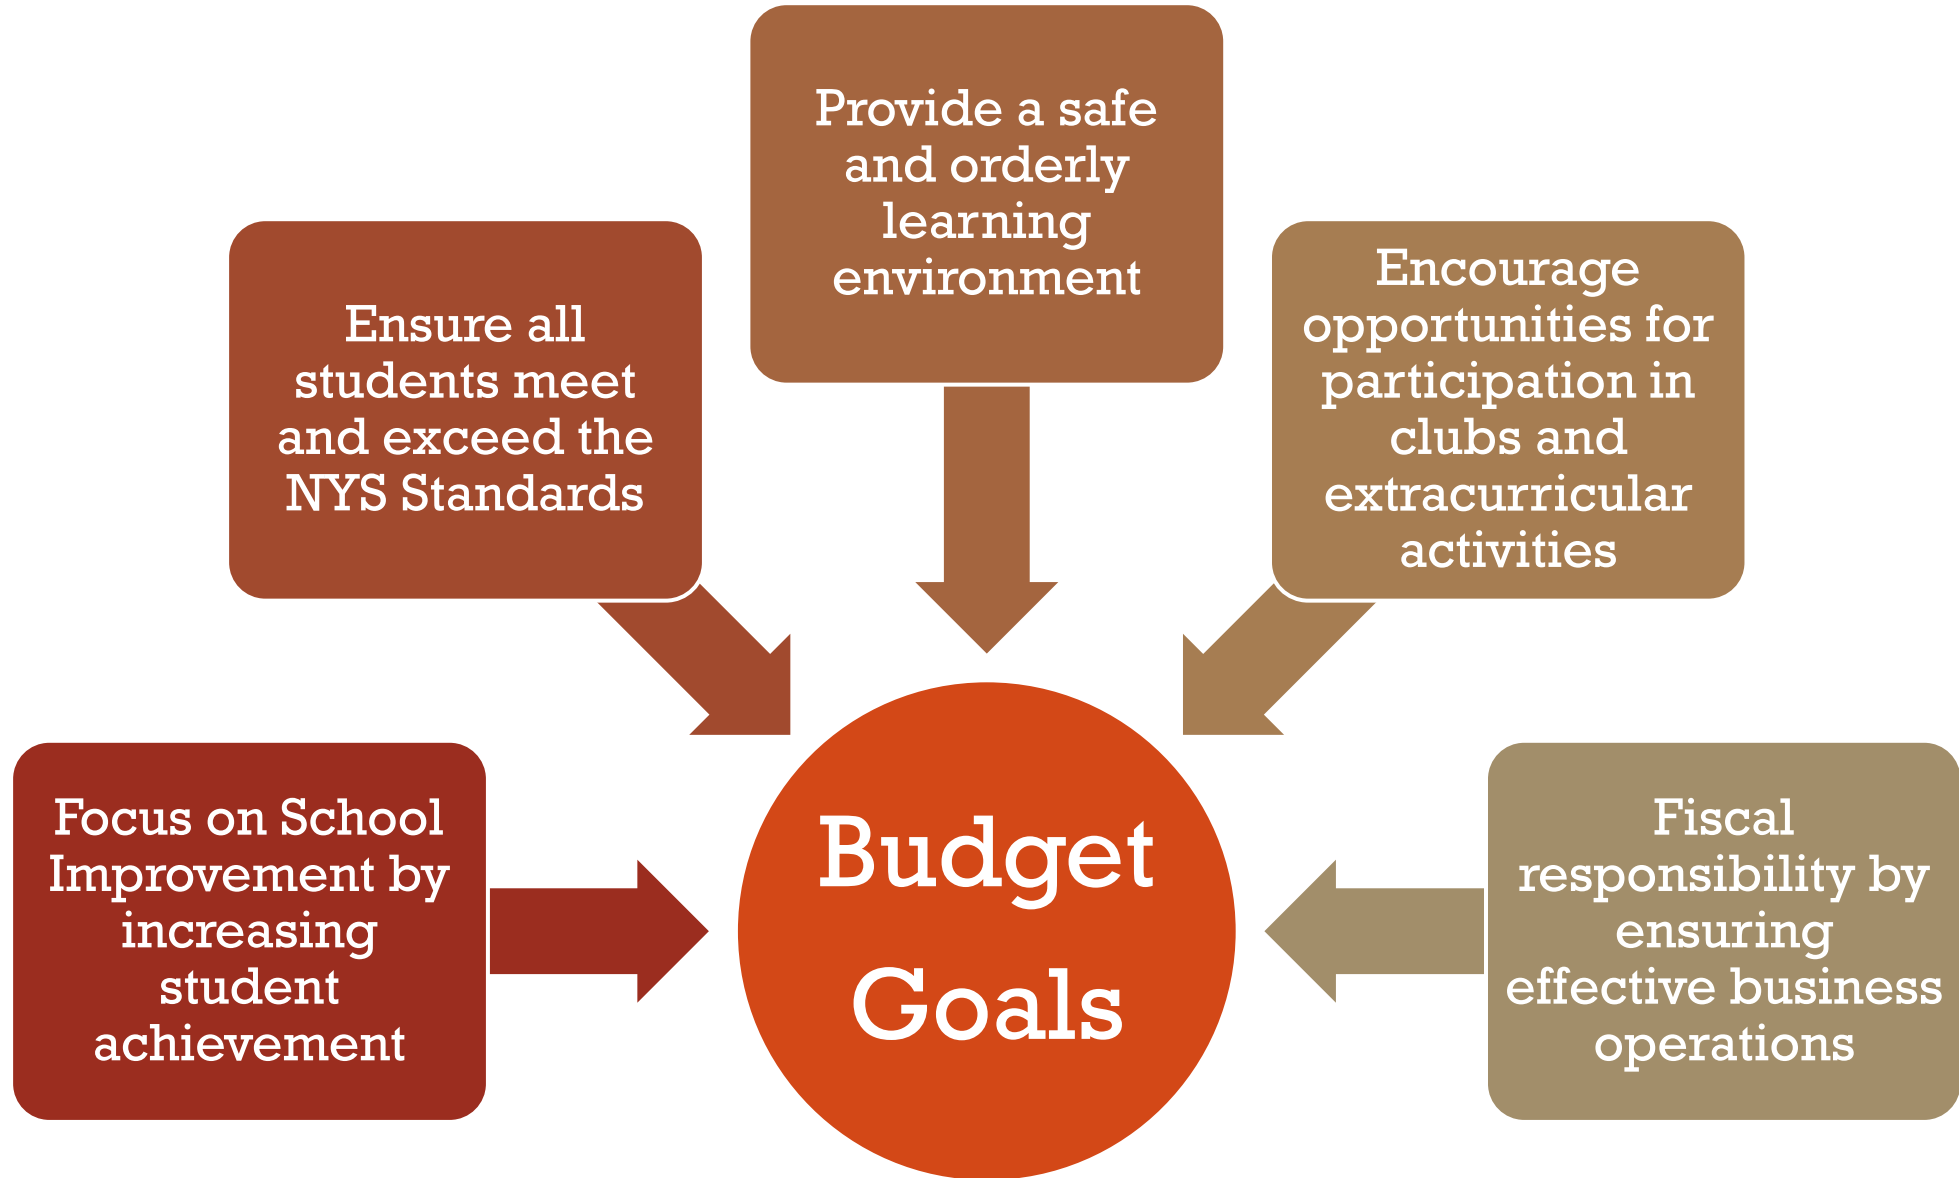 Focus on School
Improvement by
increasing
student
achievement
Ensure all
students meet
and exceed the
NYS Standards
Provide a safe
and orderly
learning
environment
Encourage
opportunities for
participation in
clubs and
extracurricular
activities
Fiscal
responsibility by
ensuring
effective business
operations
Budget
Goals